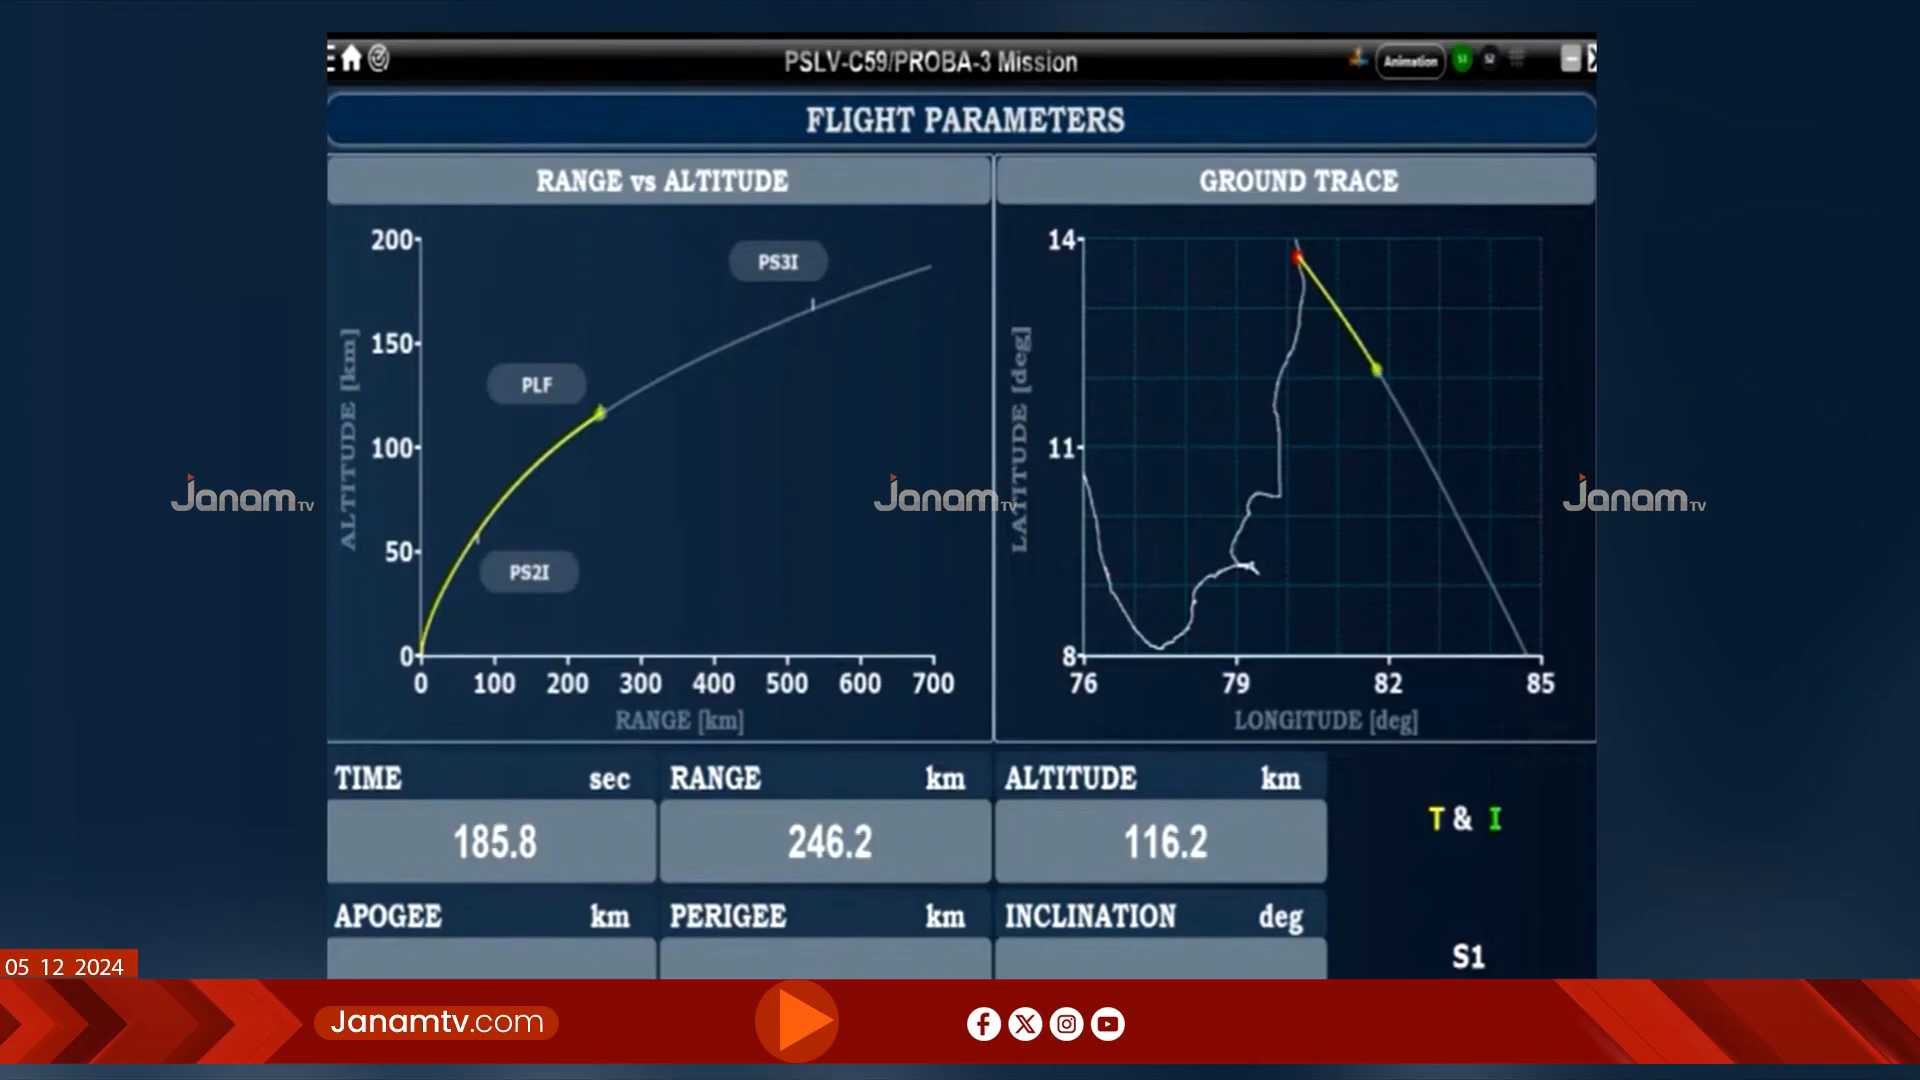 PSLV-C59/PROBA-3 Mission
Animation
S1
S2
FLIGHT PARAMETERS
RANGE vs ALTITUDE
GROUND TRACE
200
150
100
50
0
ALTITUDE [km]
PS3I
PLF
PS2I
0 100 200 300 400 500 600 700
RANGE [km]
14
11
8
LATITUDE [deg]
76 79 82 85
LONGITUDE [deg]
Janam TV
Janam TV
Janam TV
TIME sec
185.8
RANGE km
246.2
ALTITUDE km
116.2
T & I
APOGEE km
PERIGEE km
INCLINATION deg
S1
05 12 2024
Janamtv.com